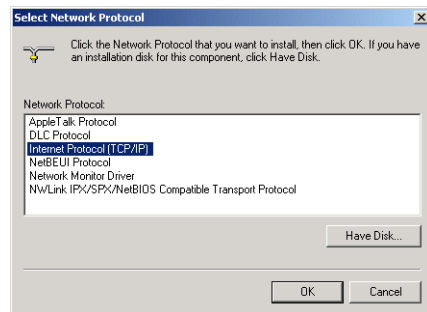 Select Network Protocol
Click the Network Protocol that you want to install, then click OK. If you have
an installation disk for this component, click Have Disk.
Network Protocol:
AppleTalk Protocol
DLC Protocol
Internet Protocol (TCP/IP)
NetBEUI Protocol
Network Monitor Driver
NWLink IPX/SPX/NetBIOS Compatible Transport Protocol
Have Disk...
OK
Cancel